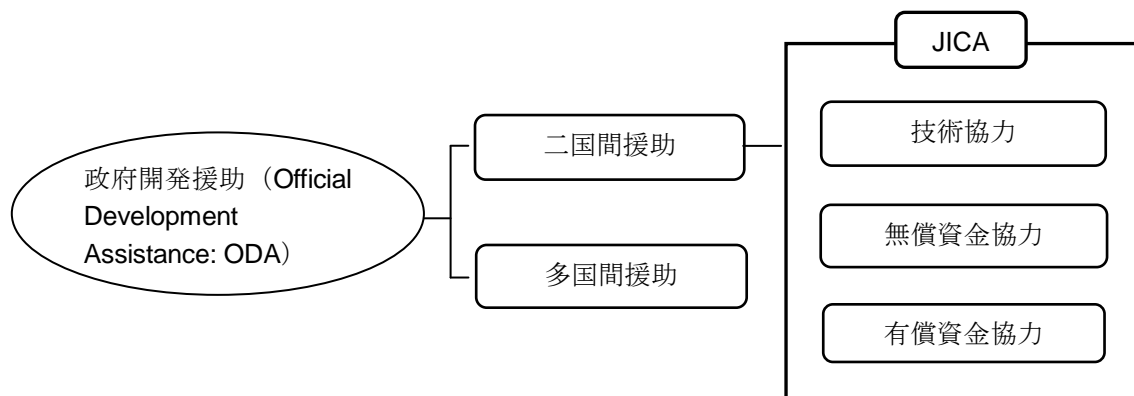 JICA
政府開発援助（Official
Development
Assistance: ODA）
二国間援助
多国間援助
技術協力
無償資金協力
有償資金協力